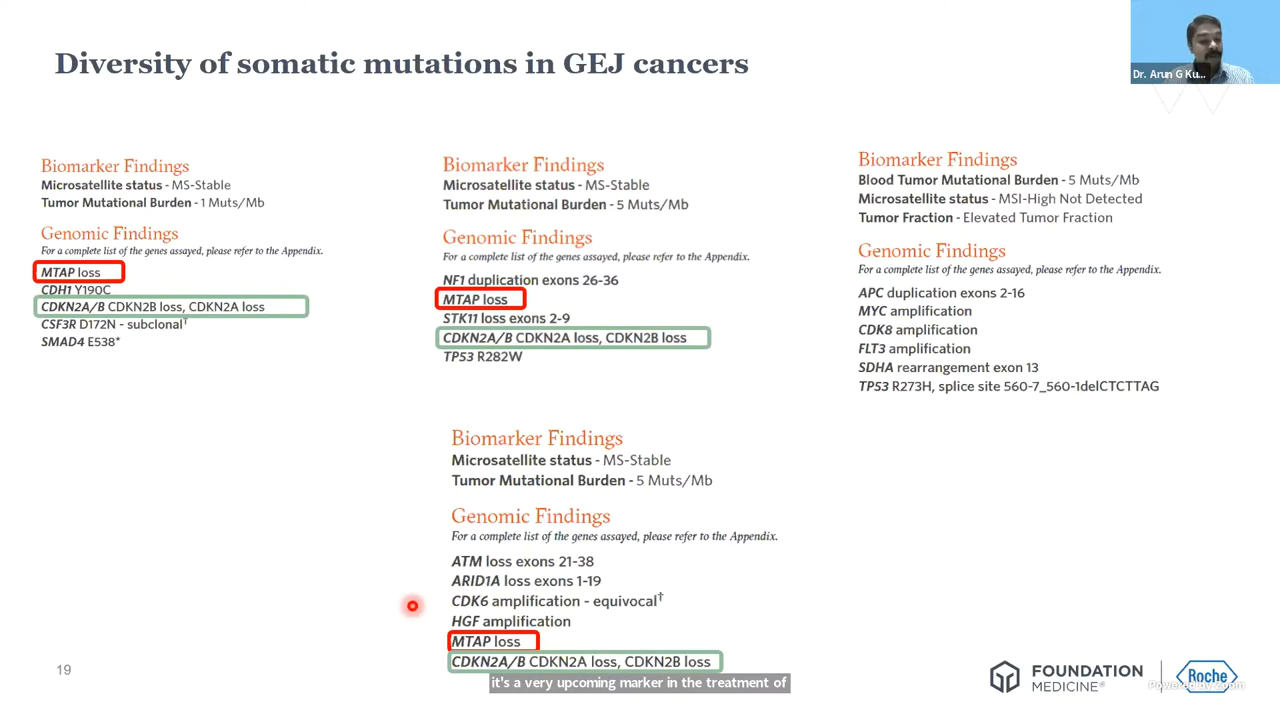 Diversity of somatic mutations in GEJ cancers
Dr. Arun G Ku...
Biomarker Findings
Microsatellite status - MS-Stable
Tumor Mutational Burden - 1 Muts/Mb
Genomic Findings
For a complete list of the genes assayed, please refer to the Appendix.
MTAP loss
CDH1 Y190C
CDKN2A/B CDKN2B loss, CDKN2A loss
CSF3R D172N - subclonal†
SMAD4 E538*
Biomarker Findings
Microsatellite status - MS-Stable
Tumor Mutational Burden - 5 Muts/Mb
Genomic Findings
For a complete list of the genes assayed, please refer to the Appendix.
NF1 duplication exons 26-36
MTAP loss
STK11 loss exons 2-9
CDKN2A/B CDKN2A loss, CDKN2B loss
TP53 R282W
Biomarker Findings
Blood Tumor Mutational Burden - 5 Muts/Mb
Microsatellite status - MSI-High Not Detected
Tumor Fraction - Elevated Tumor Fraction
Genomic Findings
For a complete list of the genes assayed, please refer to the Appendix.
APC duplication exons 2-16
MYC amplification
CDK8 amplification
FLT3 amplification
SDHA rearrangement exon 13
TP53 R273H, splice site 560-7_560-1delCTCTTAG
Biomarker Findings
Microsatellite status - MS-Stable
Tumor Mutational Burden - 5 Muts/Mb
Genomic Findings
For a complete list of the genes assayed, please refer to the Appendix.
ATM loss exons 21-38
ARID1A loss exons 1-19
CDK6 amplification - equivocal†
HGF amplification
MTAP loss
CDKN2A/B CDKN2A loss, CDKN2B loss
it's a very upcoming marker in the treatment of
19
FOUNDATION
MEDICINE®
Roche
Powered by Zoom